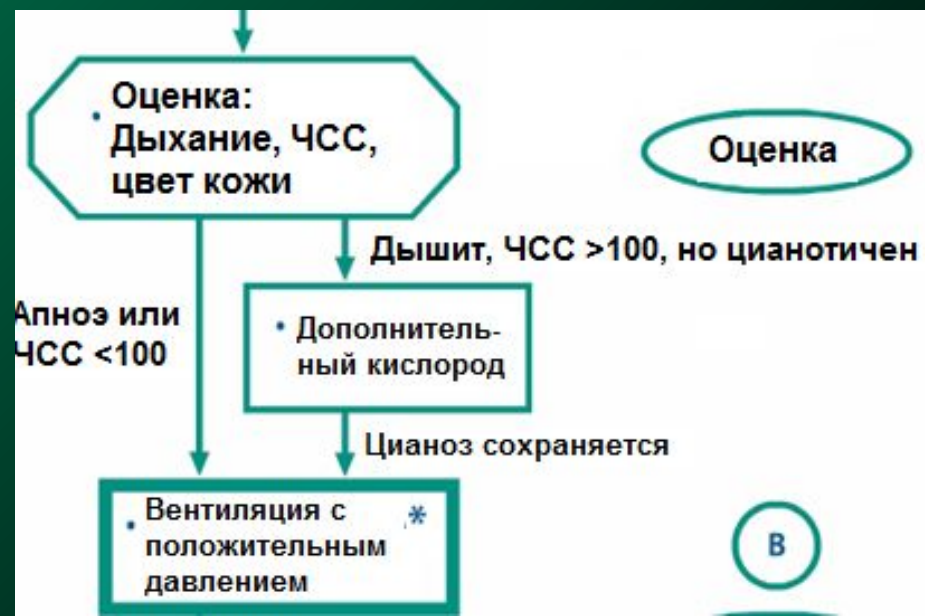 • Оценка:
Дыхание, ЧСС,
цвет кожи
Оценка
Дышит, ЧСС >100, но цианотичен
Апноэ или
ЧСС <100
• Дополнитель-
ный кислород
Цианоз сохраняется
• Вентиляция с *
положительным
давлением
В